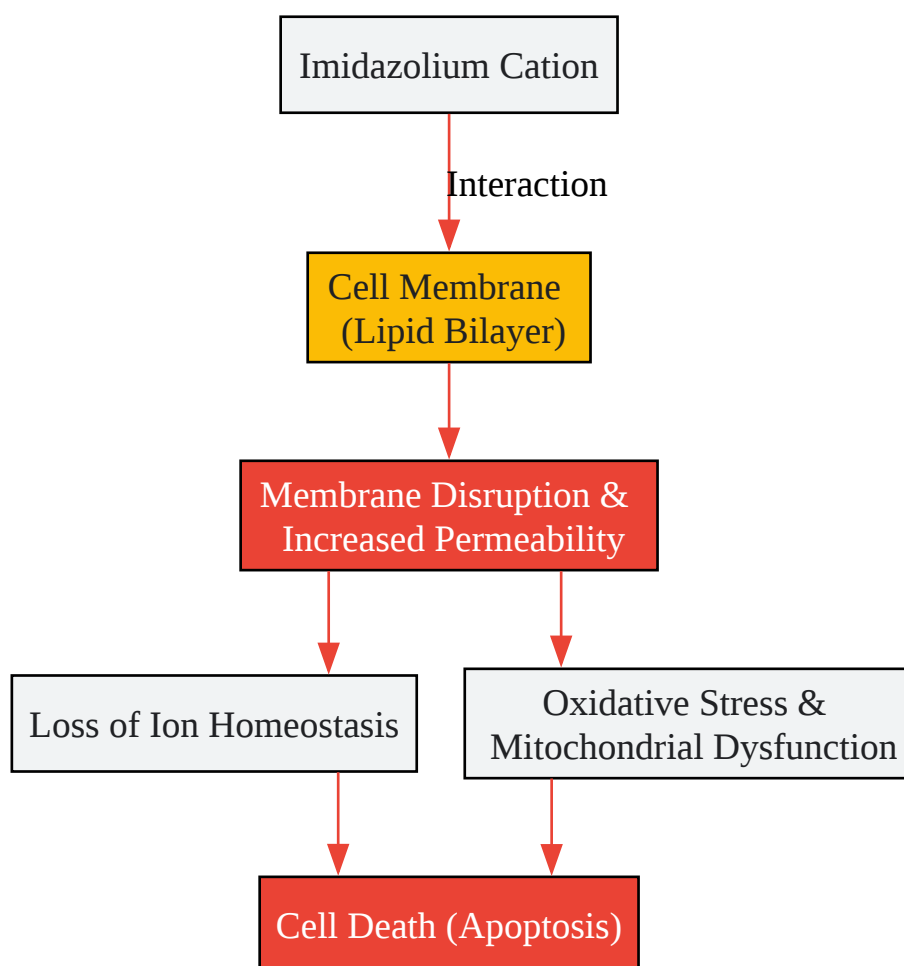 Imidazolium Cation
Interaction
Cell Membrane
(Lipid Bilayer)
Membrane Disruption &
Increased Permeability
Loss of Ion Homeostasis
Oxidative Stress &
Mitochondrial Dysfunction
Cell Death (Apoptosis)